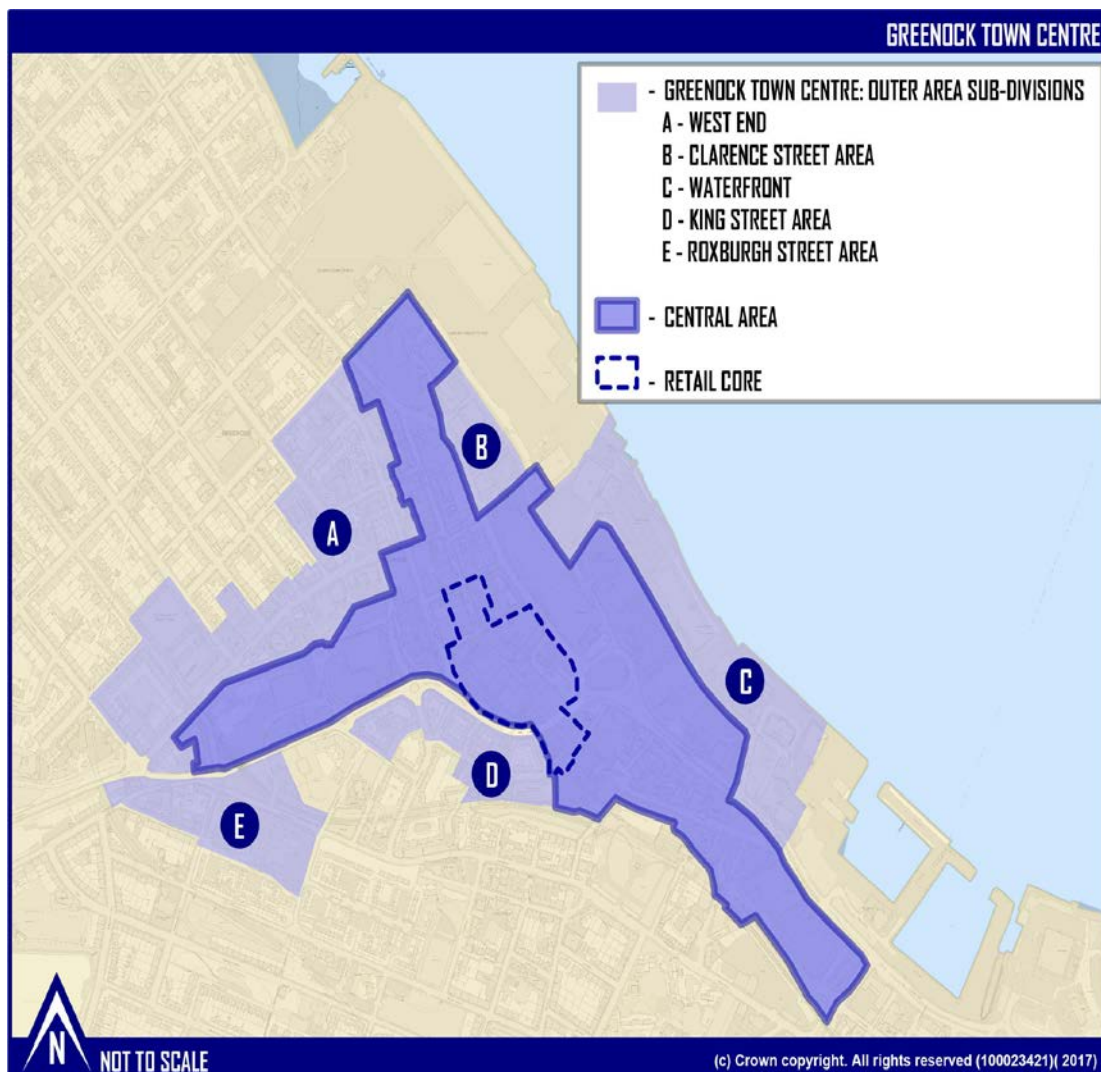 GREENOCK TOWN CENTRE
- GREENOCK TOWN CENTRE: OUTER AREA SUB-DIVISIONS
A - WEST END
B - CLARENCE STREET AREA
C - WATERFRONT
D - KING STREET AREA
E - ROXBURGH STREET AREA
- CENTRAL AREA
- RETAIL CORE
B
A
C
D
E
N
NOT TO SCALE
(c) Crown copyright. All rights reserved (100023421)( 2017)